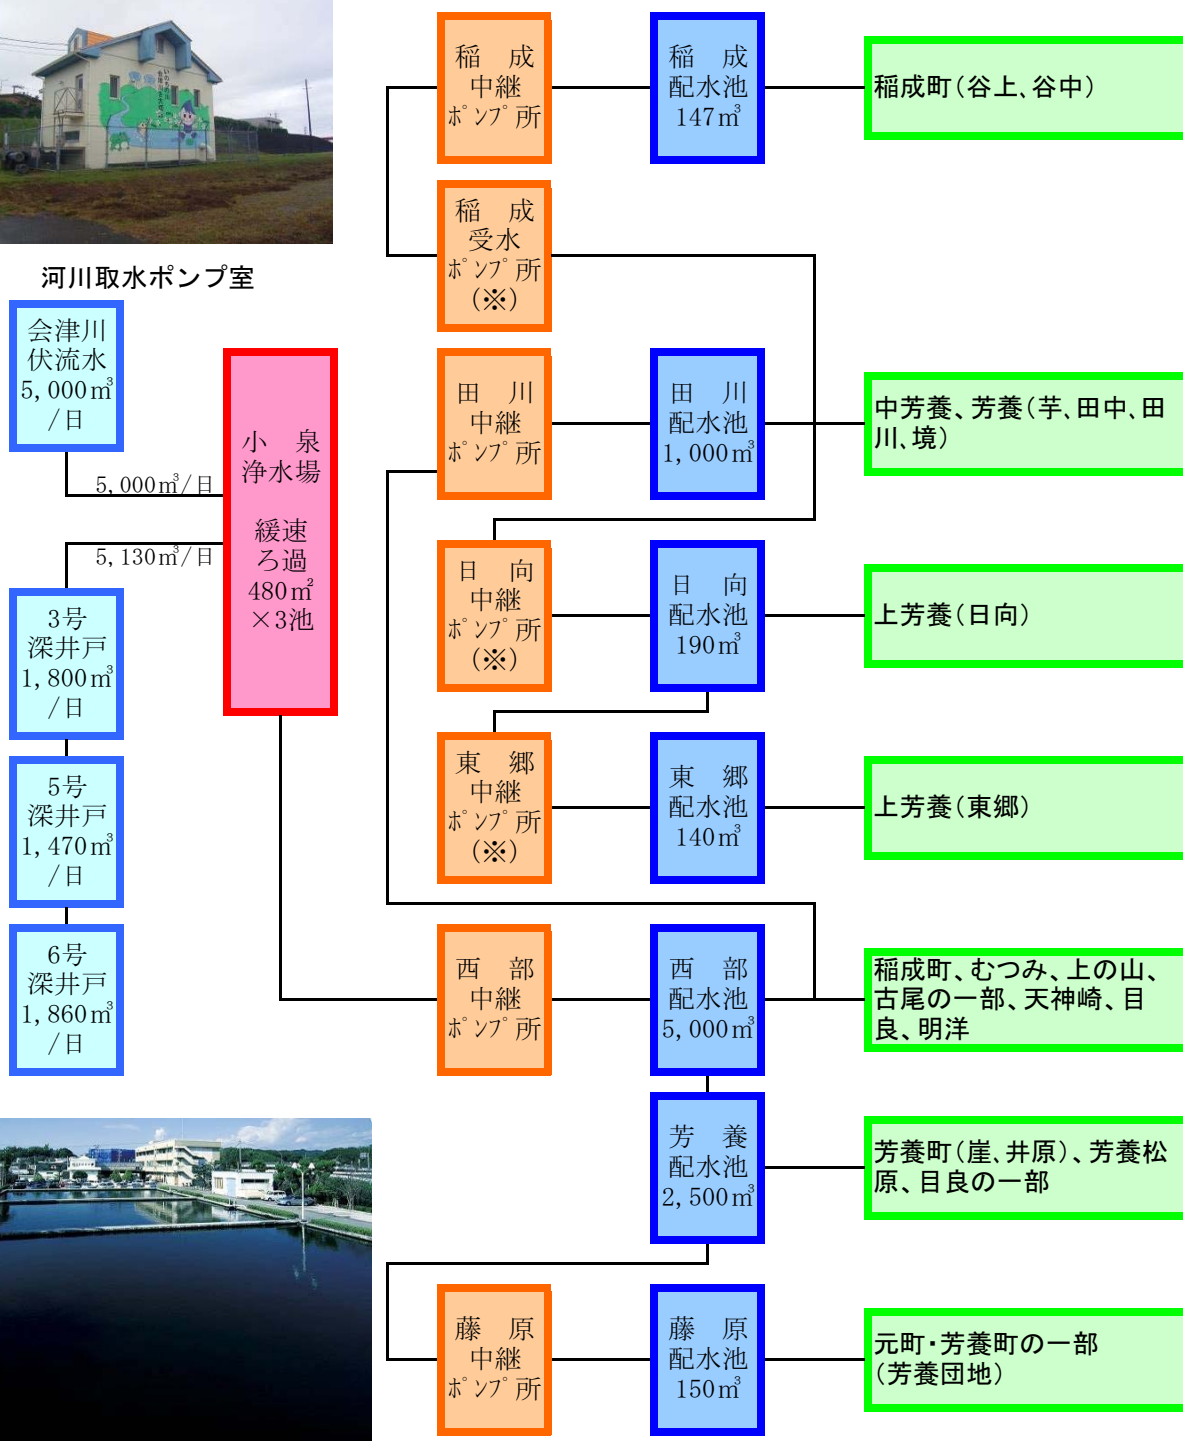 河川取水ポンプ室
会津川
伏流水
5,000㎥
/日
5,000㎥/日
5,130㎥/日
3号
深井戸
1,800㎥
/日
5号
深井戸
1,470㎥
/日
6号
深井戸
1,860㎥
/日
小　泉
浄水場
緩速
ろ過
480㎡
×3池
稲　成
中継
ﾎﾟﾝﾌﾟ所
稲　成
配水池
147㎥
稲成町(谷上、谷中)
稲　成
受水
ﾎﾟﾝﾌﾟ所
(※)
田　川
中継
ﾎﾟﾝﾌﾟ所
田　川
配水池
1,000㎥
中芳養、芳養(芋、田中、田
川、境)
日　向
中継
ﾎﾟﾝﾌﾟ所
(※)
日　向
配水池
190㎥
上芳養(日向)
東　郷
中継
ﾎﾟﾝﾌﾟ所
(※)
東　郷
配水池
140㎥
上芳養(東郷)
西　部
中継
ﾎﾟﾝﾌﾟ所
西　部
配水池
5,000㎥
稲成町、むつみ、上の山、
古尾の一部、天神崎、目
良、明洋
芳　養
配水池
2,500㎥
芳養町(崖、井原)、芳養松
原、目良の一部
藤　原
中継
ﾎﾟﾝﾌﾟ所
藤　原
配水池
150㎥
元町・芳養町の一部
(芳養団地)